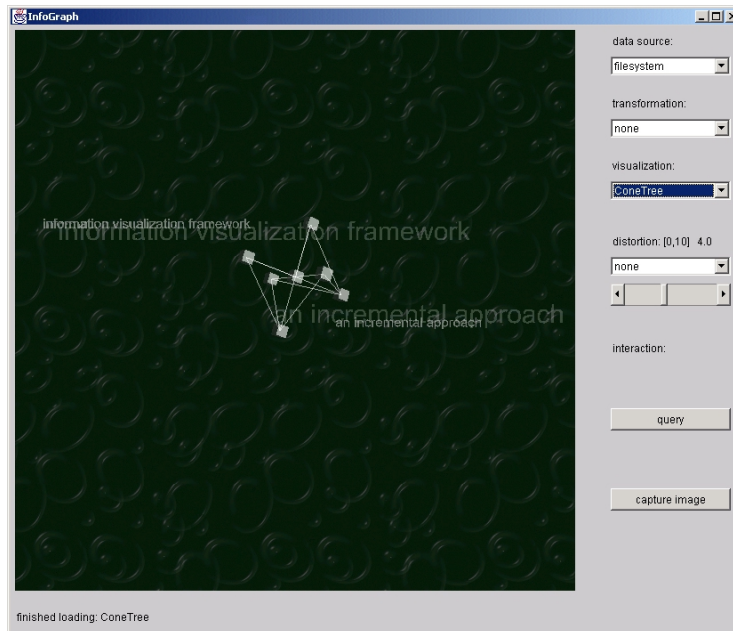 InfoGraph
data source:
filesystem
transformation:
none
visualization:
ConeTree
information visualization framework
information visualization framework
distortion: [0,10] 4.0
none
an incremental approach
an incremental approach
interaction:
query
capture image
finished loading: ConeTree